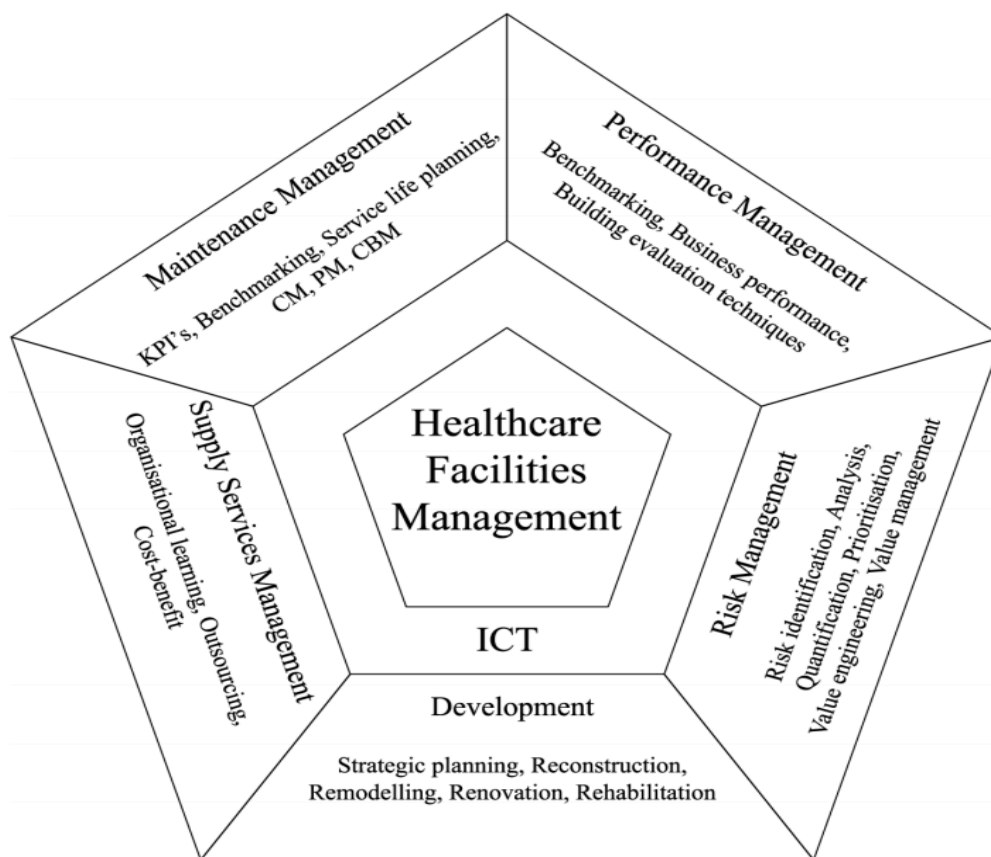 Maintenance Management
KPI's, Benchmarking, Service life planning,
CM, PM, CBM
Performance Management
Benchmarking, Business performance,
Building evaluation techniques
Healthcare
Facilities
Management
ICT
Supply Services Management
Organisational learning, Outsourcing,
Cost-benefit
Risk Management
Risk identification, Analysis,
Quantification, Prioritisation,
Value engineering, Value management
Development
Strategic planning, Reconstruction,
Remodelling, Renovation, Rehabilitation